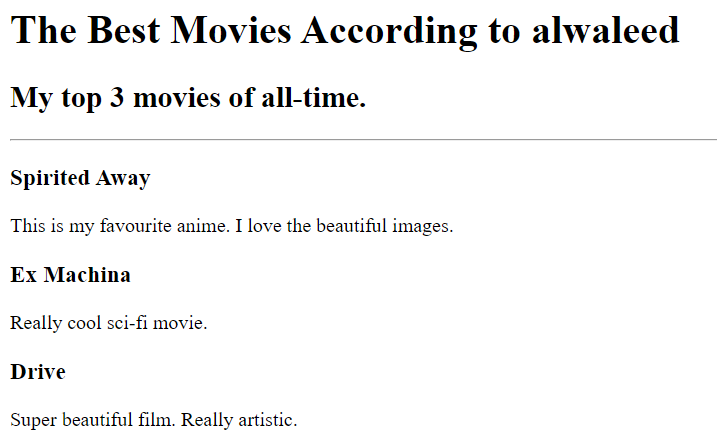 The Best Movies According to alwaleed
My top 3 movies of all-time.
Spirited Away
This is my favourite anime. I love the beautiful images.
Ex Machina
Really cool sci-fi movie.
Drive
Super beautiful film. Really artistic.